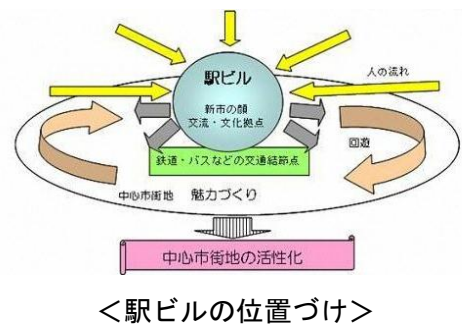 駅ビル
人の流れ
新市の顔
交流・文化拠点
回遊
鉄道・バスなどの交通結節点
中心市街地 魅力づくり
中心市街地の活性化
＜駅ビルの位置づけ＞